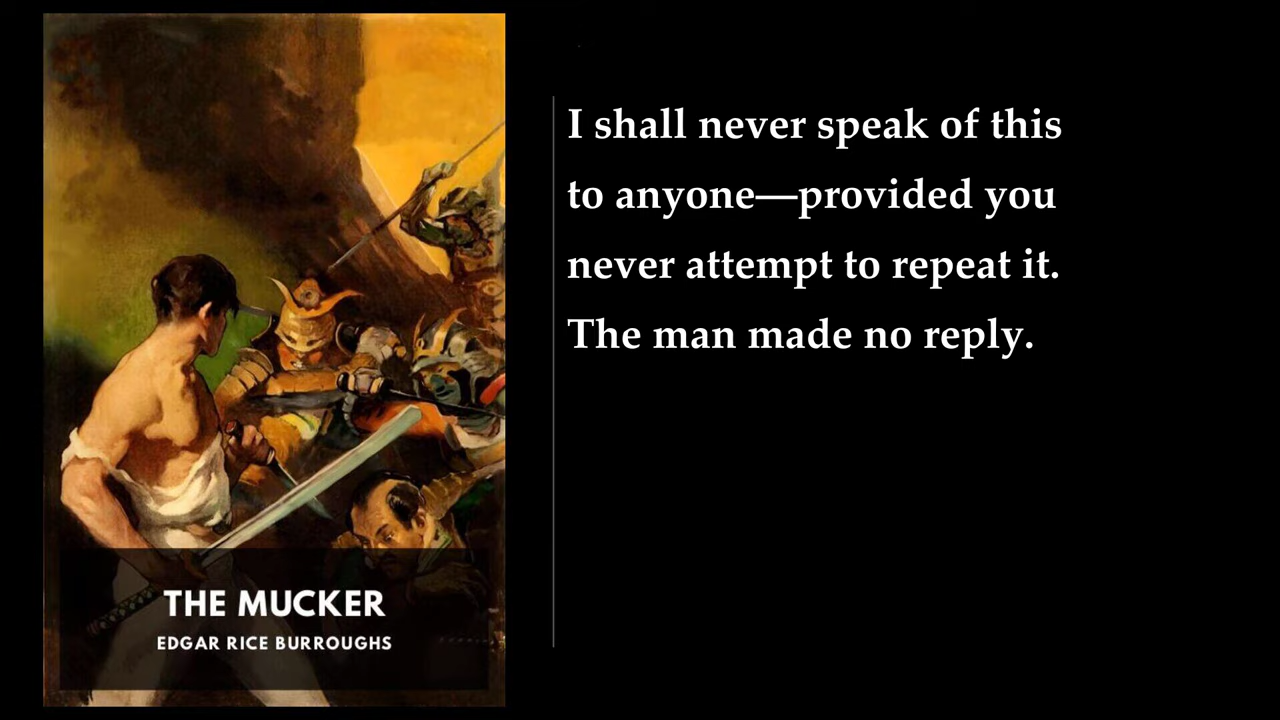 I shall never speak of this
to anyone—provided you
never attempt to repeat it.
The man made no reply.
THE MUCKER
EDGAR RICE BURROUGHS